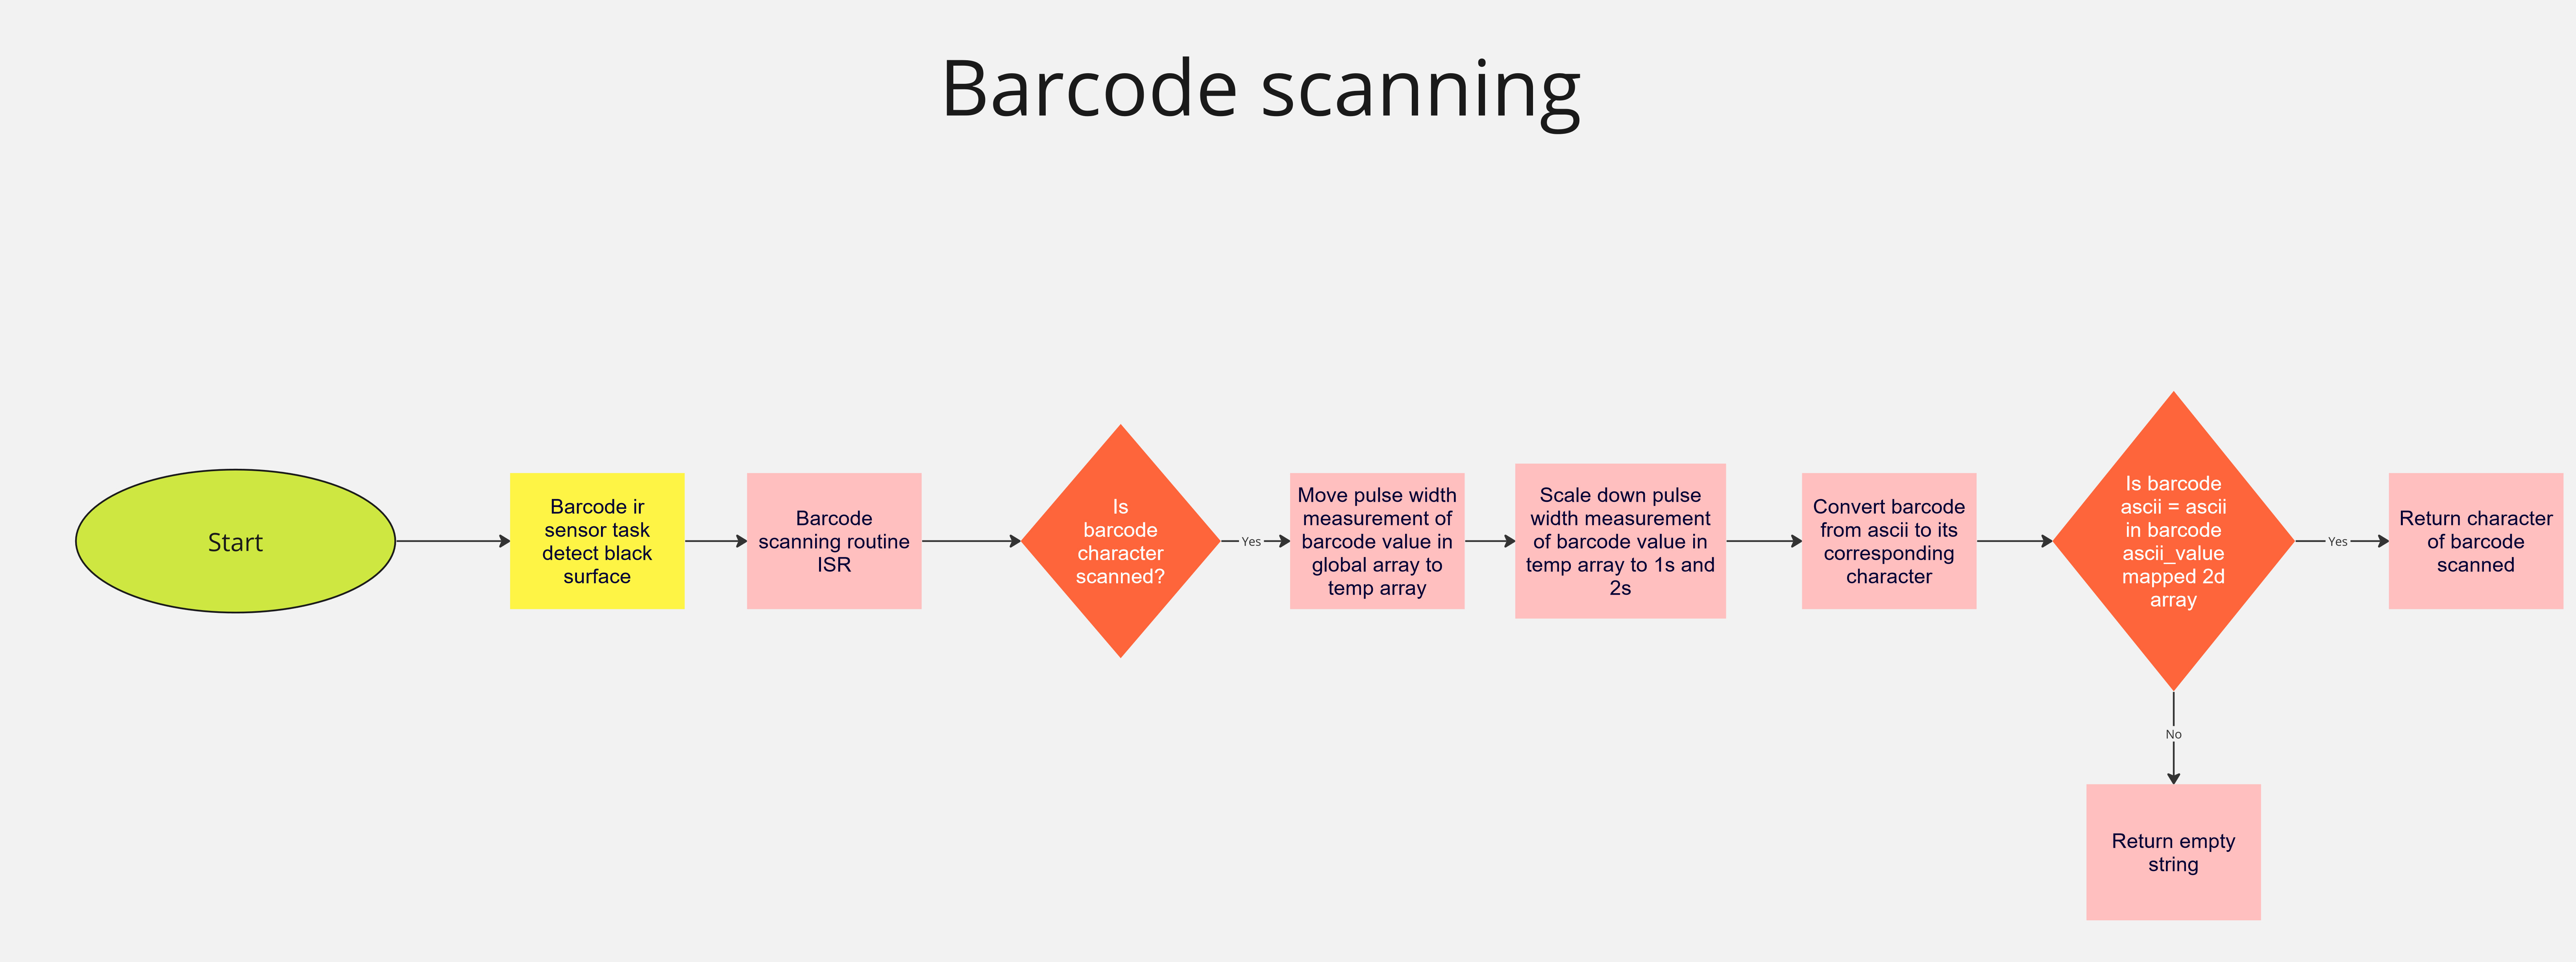 Barcode scanning
Start
Barcode ir
sensor task
detect black
surface
Barcode
scanning routine
ISR
Is
barcode
character
scanned?
Yes
Move pulse width
measurement of
barcode value in
global array to
temp array
Scale down pulse
width measurement
of barcode value in
temp array to 1s and
2s
Convert barcode
from ascii to its
corresponding
character
Is barcode
ascii = ascii
in barcode
ascii_value
mapped 2d
array
Yes
Return character
of barcode
scanned
No
Return empty
string